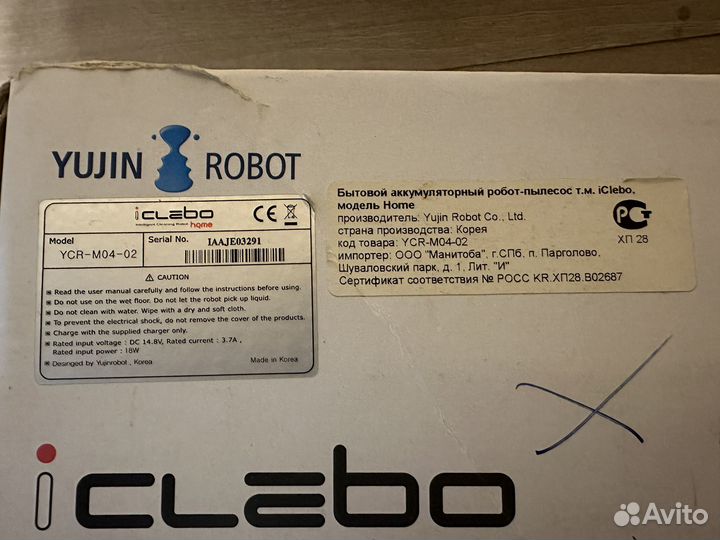 YUJIN ROBOT
iCLEBO
Intelligent Cleaning Robot home
CE
Model
YCR-M04-02
Serial No.
IAAJE03291
CAUTION
Read the user manual carefully and follow the instructions before using.
Do not use on the wet floor. Do not let the robot pick up liquid.
Do not clean with water. Wipe with a dry and soft cloth.
To prevent the electrical shock, do not remove the cover of the products.
Charge with the supplied charger only.
Rated input voltage : DC 14.8V, Rated current : 3.7A ,
Rated input power : 18W
Desinged by Yujinrobot , Korea
Made in Korea
Бытовой аккумуляторный робот-пылесос т.м. iClebo,
модель Home
производитель: Yujin Robot Co., Ltd.
страна производства: Корея
код товара: YCR-M04-02
импортер: ООО "Манитоба", г.СПб. п. Парголово,
Шуваловский парк, д.1, Лит. "И"
Сертификат соответствия № РОСС KR.ХП28.В02687
РСТ
ХП 28
iCLEBO
Avito